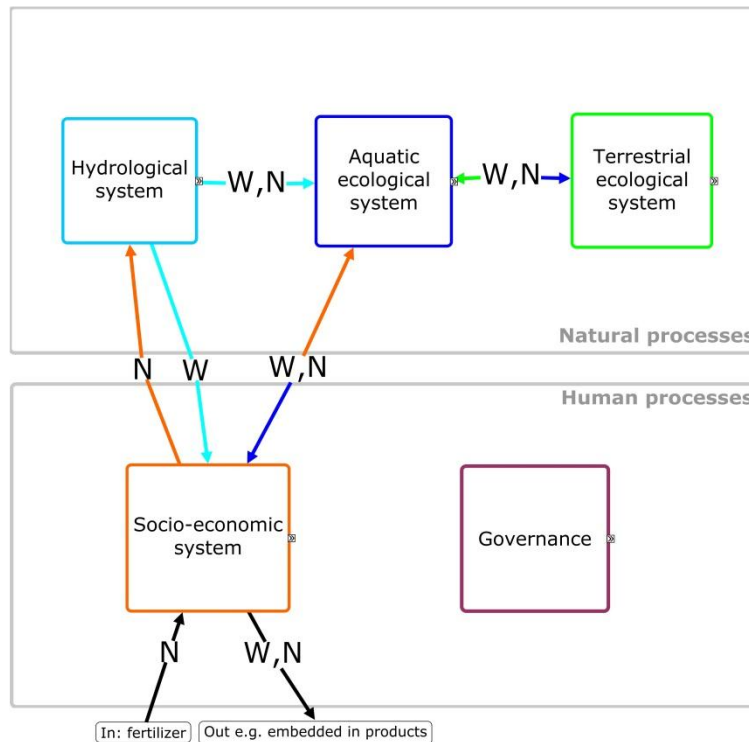 Hydrological
system
W,N
Aquatic
ecological
system
W,N
Terrestrial
ecological
system
Natural processes
N
W
W,N
Human processes
Socio-economic
system
Governance
N
W,N
In: fertilizer
Out e.g. embedded in products